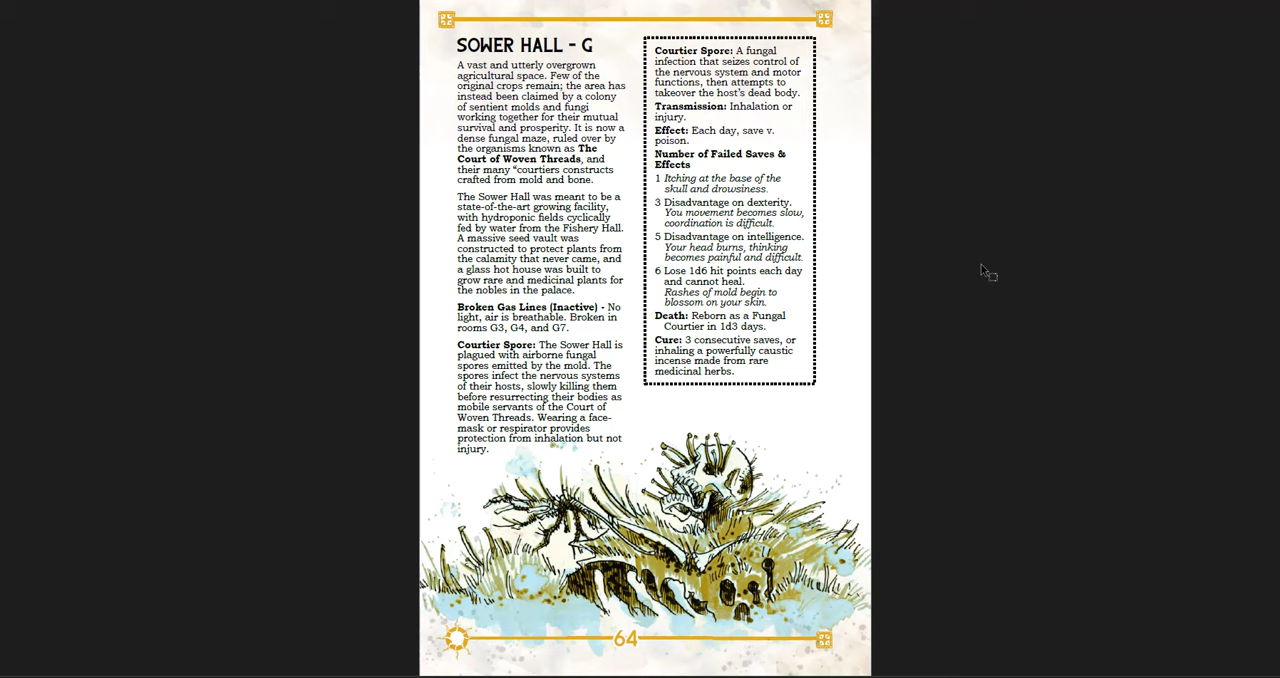 SOWER HALL - G
A vast and utterly overgrown
agricultural space. Few of the
original crops remain; the area has
instead been claimed by a colony
of sentient molds and fungi
working together for their mutual
survival and prosperity. It is now a
dense fungal maze, ruled over by
the organisms known as The
Court of Woven Threads, and
their many “courtiers constructs
crafted from mold and bone.
The Sower Hall was meant to be a
state-of-the-art growing facility,
with hydroponic fields cyclically
fed by water from the Fishery Hall.
A massive seed vault was
constructed to protect plants from
the calamity that never came, and
a glass hot house was built to
grow rare and medicinal plants for
the nobles in the palace.
Broken Gas Lines (Inactive) - No
light, air is breathable. Broken in
rooms G3, G4, and G7.
Courtier Spore: The Sower Hall is
plagued with airborne fungal
spores emitted by the mold. The
spores infect the nervous systems
of their hosts, slowly killing them
before resurrecting their bodies as
mobile servants of the Court of
Woven Threads. Wearing a face-
mask or respirator provides
protection from inhalation but not
injury.
Courtier Spore: A fungal
infection that seizes control of
the nervous system and motor
functions, then attempts to
takeover the host’s dead body.
Transmission: Inhalation or
injury.
Effect: Each day, save v.
poison.
Number of Failed Saves &
Effects
1 Itching at the base of the
skull and drowsiness.
3 Disadvantage on dexterity.
You movement becomes slow,
coordination is difficult.
5 Disadvantage on intelligence.
Your head burns, thinking
becomes painful and difficult.
6 Lose 1d6 hit points each day
and cannot heal.
Rashes of mold begin to
blossom on your skin.
Death: Reborn as a Fungal
Courtier in 1d3 days.
Cure: 3 consecutive saves, or
inhaling a powerfully caustic
incense made from rare
medicinal herbs.
64